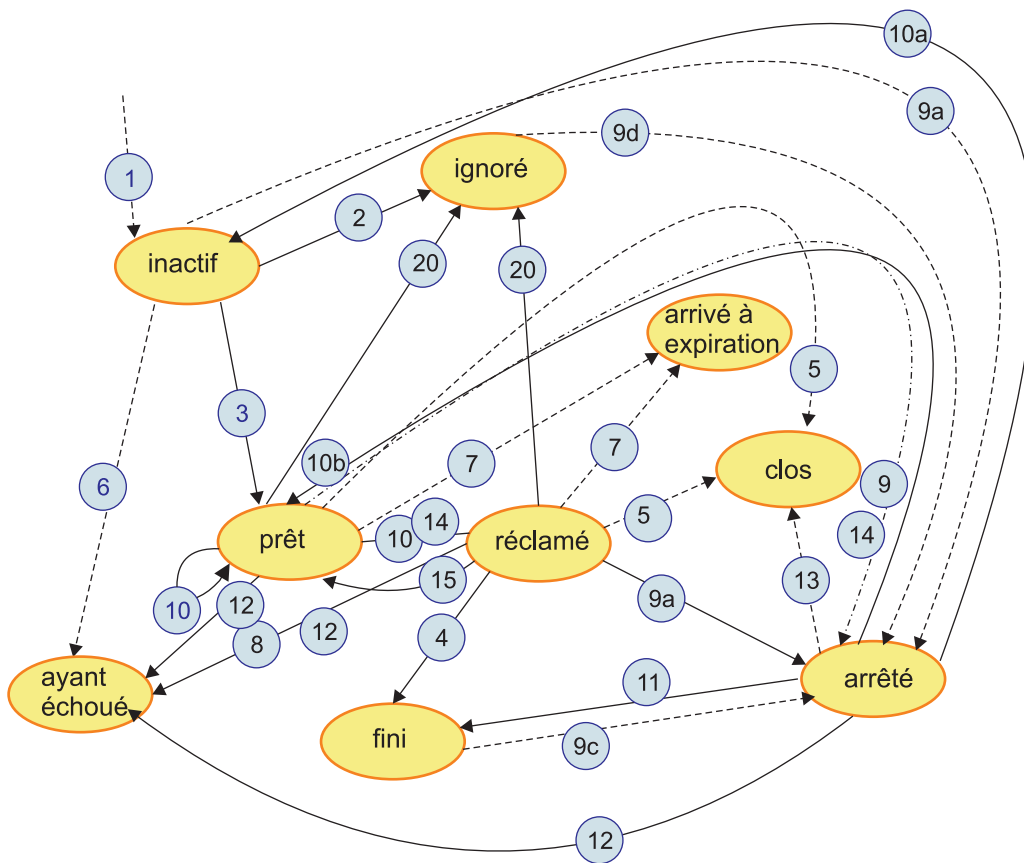 10a
9a
9d
ignoré
1
2
inactif
20
20
arrivé à
expiration
5
3
10b
7
7
clos
6
5
9
14
10
14
prêt
réclamé
14
15
13
10
12
12
8
4
9a
ayant
échoué
11
arrêté
fini
9c
12